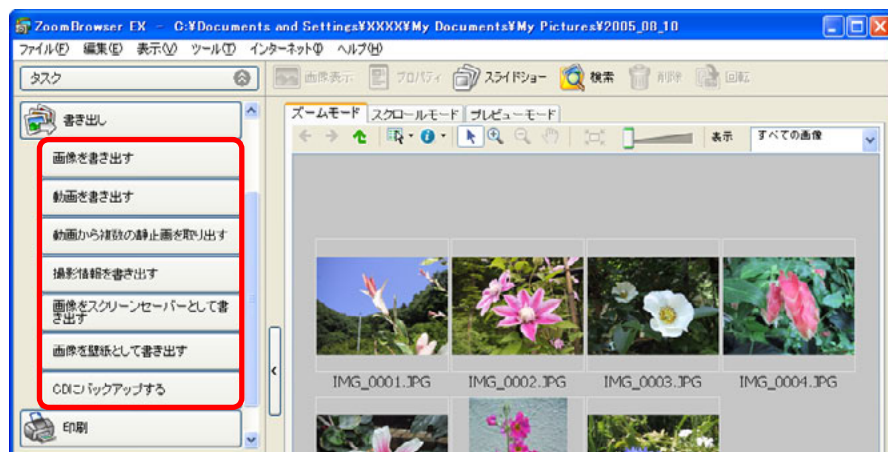 ZoomBrowser EX - C:¥Documents and Settings¥XXXX¥My Documents¥My Pictures¥2005_08_10
ファイル(F) 編集(E) 表示(V) ツール(T) インターネット(I) ヘルプ(H)
タスク
画像表示 プロパティ スライドショー 検索 削除 回転
書き出し
ズームモード スクロールモード プレビューモード
表示 すべての画像
画像を書き出す
動画を書き出す
動画から複数の静止画を取り出す
撮影情報を書き出す
画像をスクリーンセーバーとして書
き出す
画像を壁紙として書き出す
CDにバックアップする
印刷
IMG_0001.JPG IMG_0002.JPG IMG_0003.JPG IMG_0004.JPG